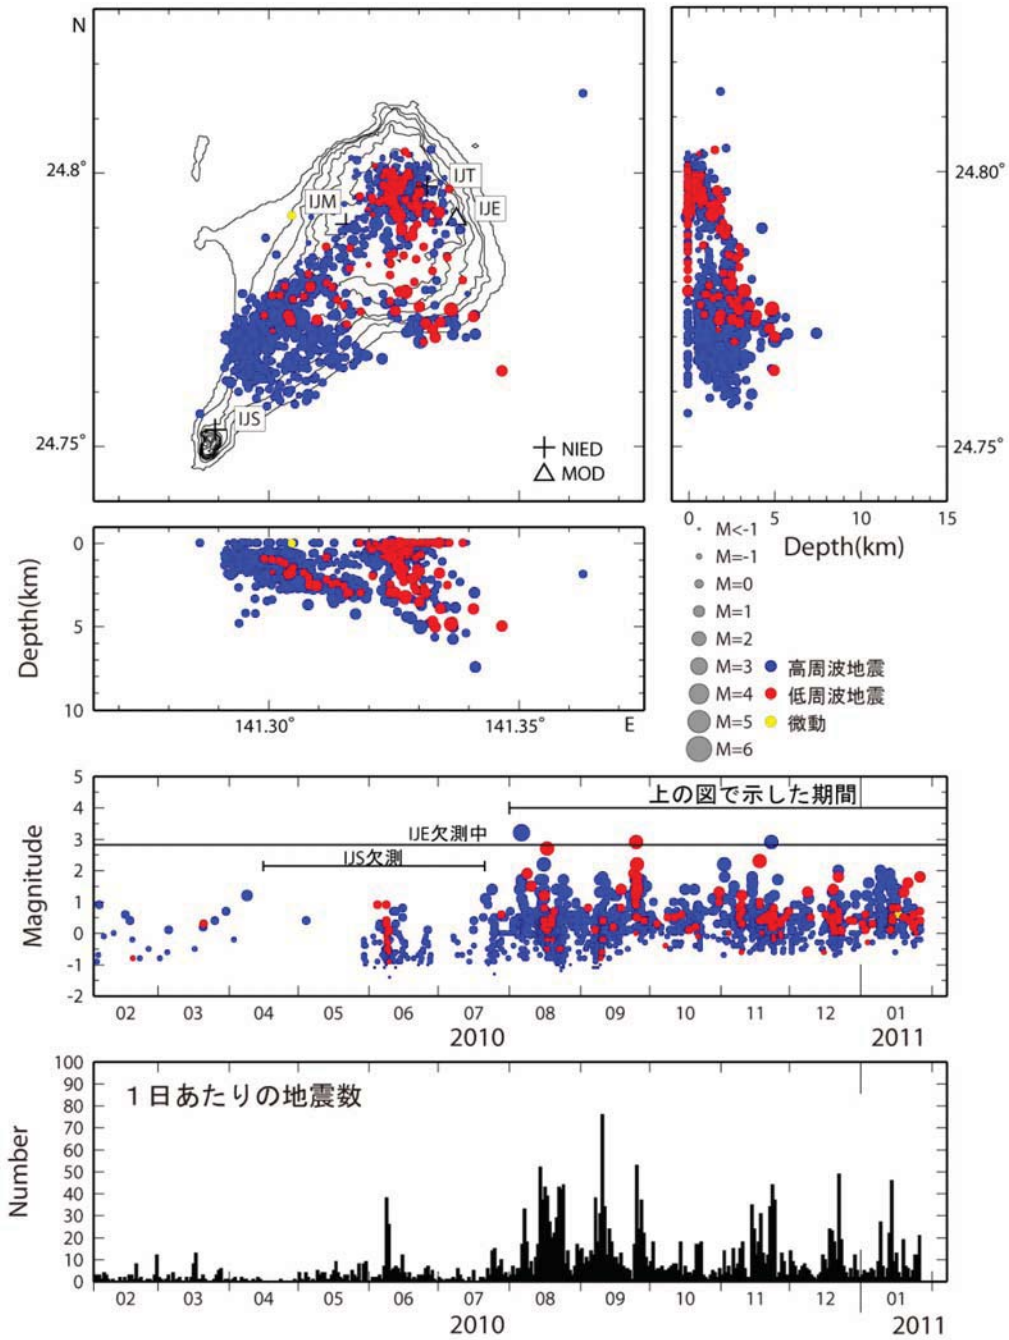 N
24.8°
24.75°
IJM
IJT
IJE
IJS
NIED
MOD
24.80°
24.75°
0 5 10 15
Depth(km)
Depth(km)
0
5
10
141.30° 141.35° E
M<-1
M=-1
M=0
M=1
M=2
M=3
M=4
M=5
M=6
高周波地震
低周波地震
微動
Magnitude
5
4
3
2
1
0
-1
-2
上の図で示した期間
IJE欠測中
IJS欠測
02 03 04 05 06 07 08 09 10 11 12 01
2010 2011
Number
100
90
80
70
60
50
40
30
20
10
0
1日あたりの地震数
02 03 04 05 06 07 08 09 10 11 12 01
2010 2011